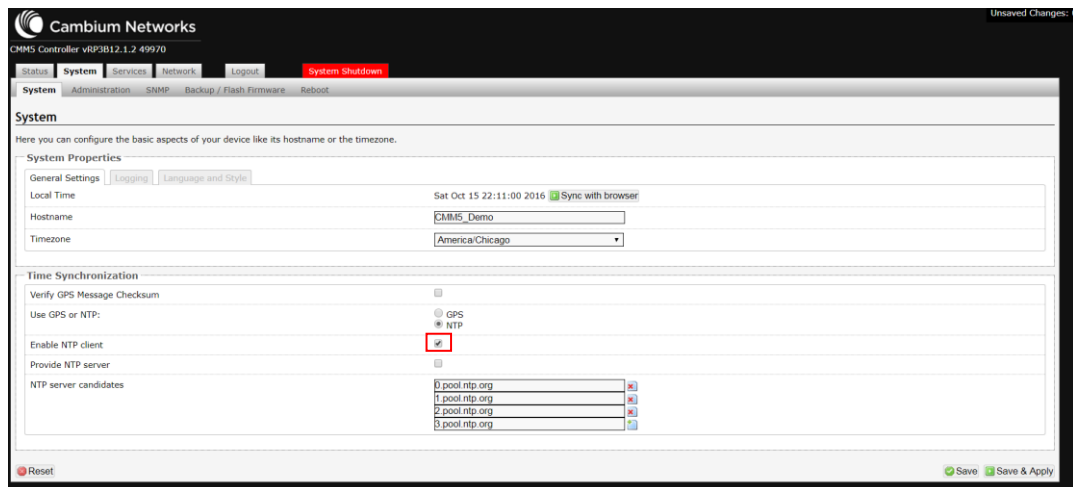 Unsaved Changes:
Cambium Networks
CMM5 Controller vRP3B12.1.2 49970
Status System Services Network Logout System Shutdown
System Administration SNMP Backup / Flash Firmware Reboot
System
Here you can configure the basic aspects of your device like its hostname or the timezone.
System Properties
General Settings Logging Language and Style
Local Time Sat Oct 15 22:11:00 2016 Sync with browser
Hostname CMM5_Demo
Timezone America/Chicago
Time Synchronization
Verify GPS Message Checksum
Use GPS or NTP: GPS
NTP
Enable NTP client
Provide NTP server
NTP server candidates 0.pool.ntp.org
1.pool.ntp.org
2.pool.ntp.org
3.pool.ntp.org
Reset Save Save & Apply